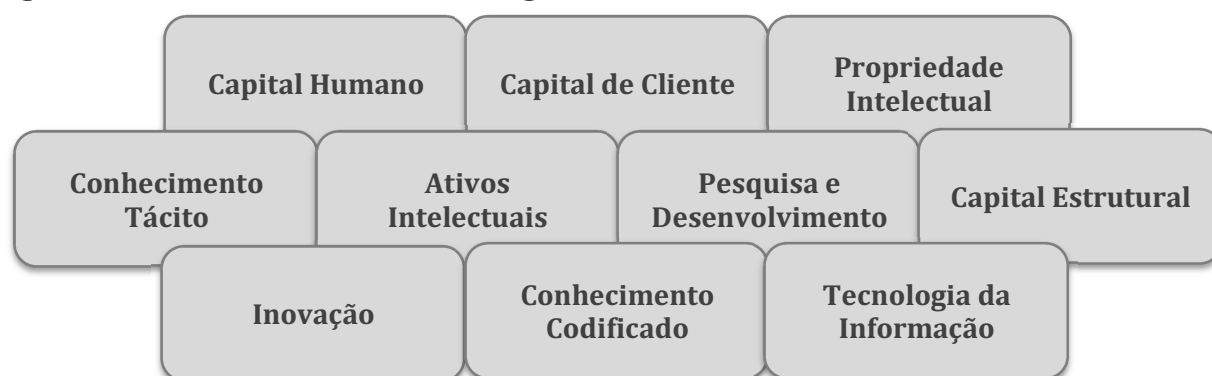 Capital Humano
Capital de Cliente
Propriedade
Intelectual
Conhecimento
Tácito
Ativos
Intelectuais
Pesquisa e
Desenvolvimento
Capital Estrutural
Inovação
Conhecimento
Codificado
Tecnologia da
Informação